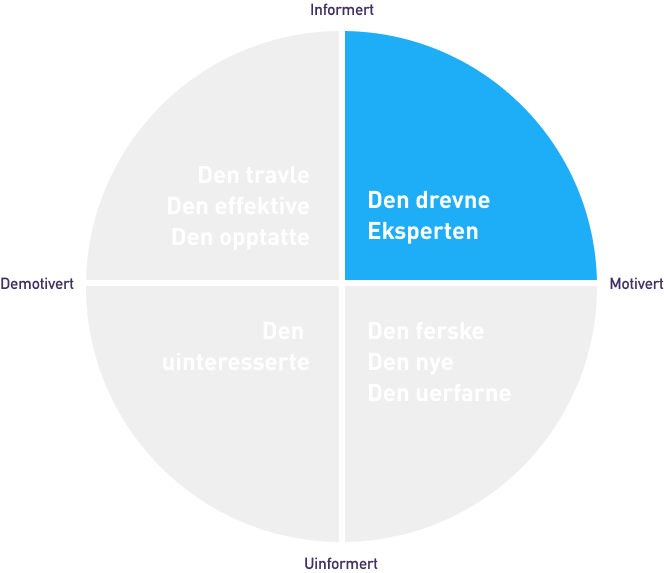 Informert
Den travle
Den effektive
Den opptatte
Den drevne
Eksperten
Demotivert
Motivert
Den
uinteresserte
Den ferske
Den nye
Den uerfarne
Uinformert